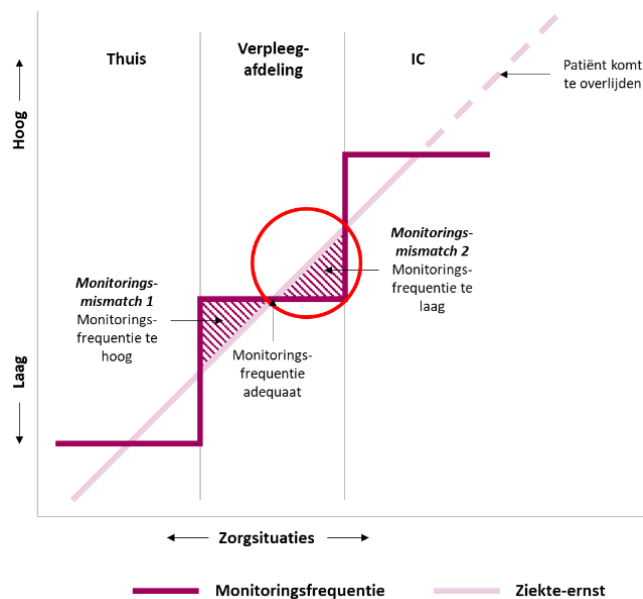 Thuis
Verpleeg-
afdeling
IC
Patiënt komt
te overlijden
Hoog
Monitorings-
mismatch 2
Monitorings-
frequentie te
laag
Monitorings-
mismatch 1
Monitorings-
frequentie te
hoog
Monitorings-
frequentie
adequaat
Laag
Zorgsituaties
Monitoringsfrequentie
Ziekte-ernst